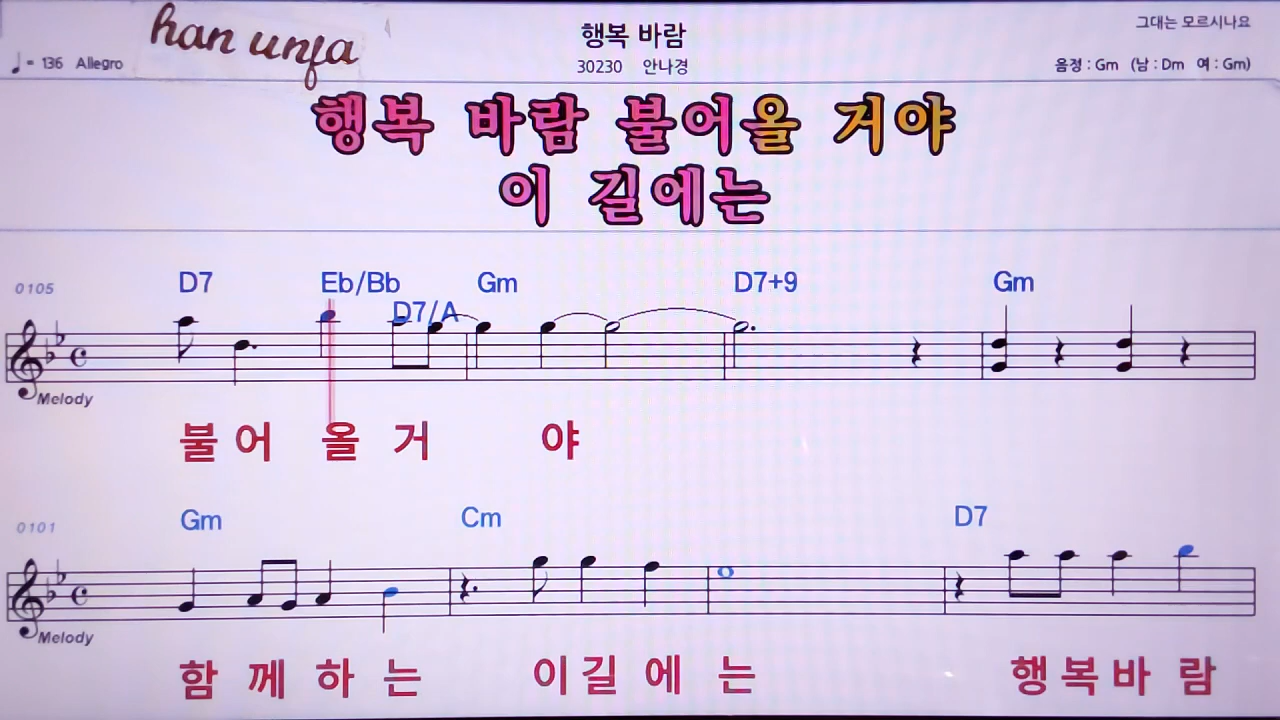 han unfa
행복 바람
그대는 모르시나요
♩= 136 Allegro
30230 안나경
음정 : Gm (남 : Dm 여 : Gm)
행복 바람 불어올 거야
이 길에는
0105 D7 Eb/Bb D7/A Gm D7+9 Gm
Melody
불 어 올 거 야
0101 Gm Cm D7
Melody
함 께 하 는 이 길 에 는 행 복 바 람